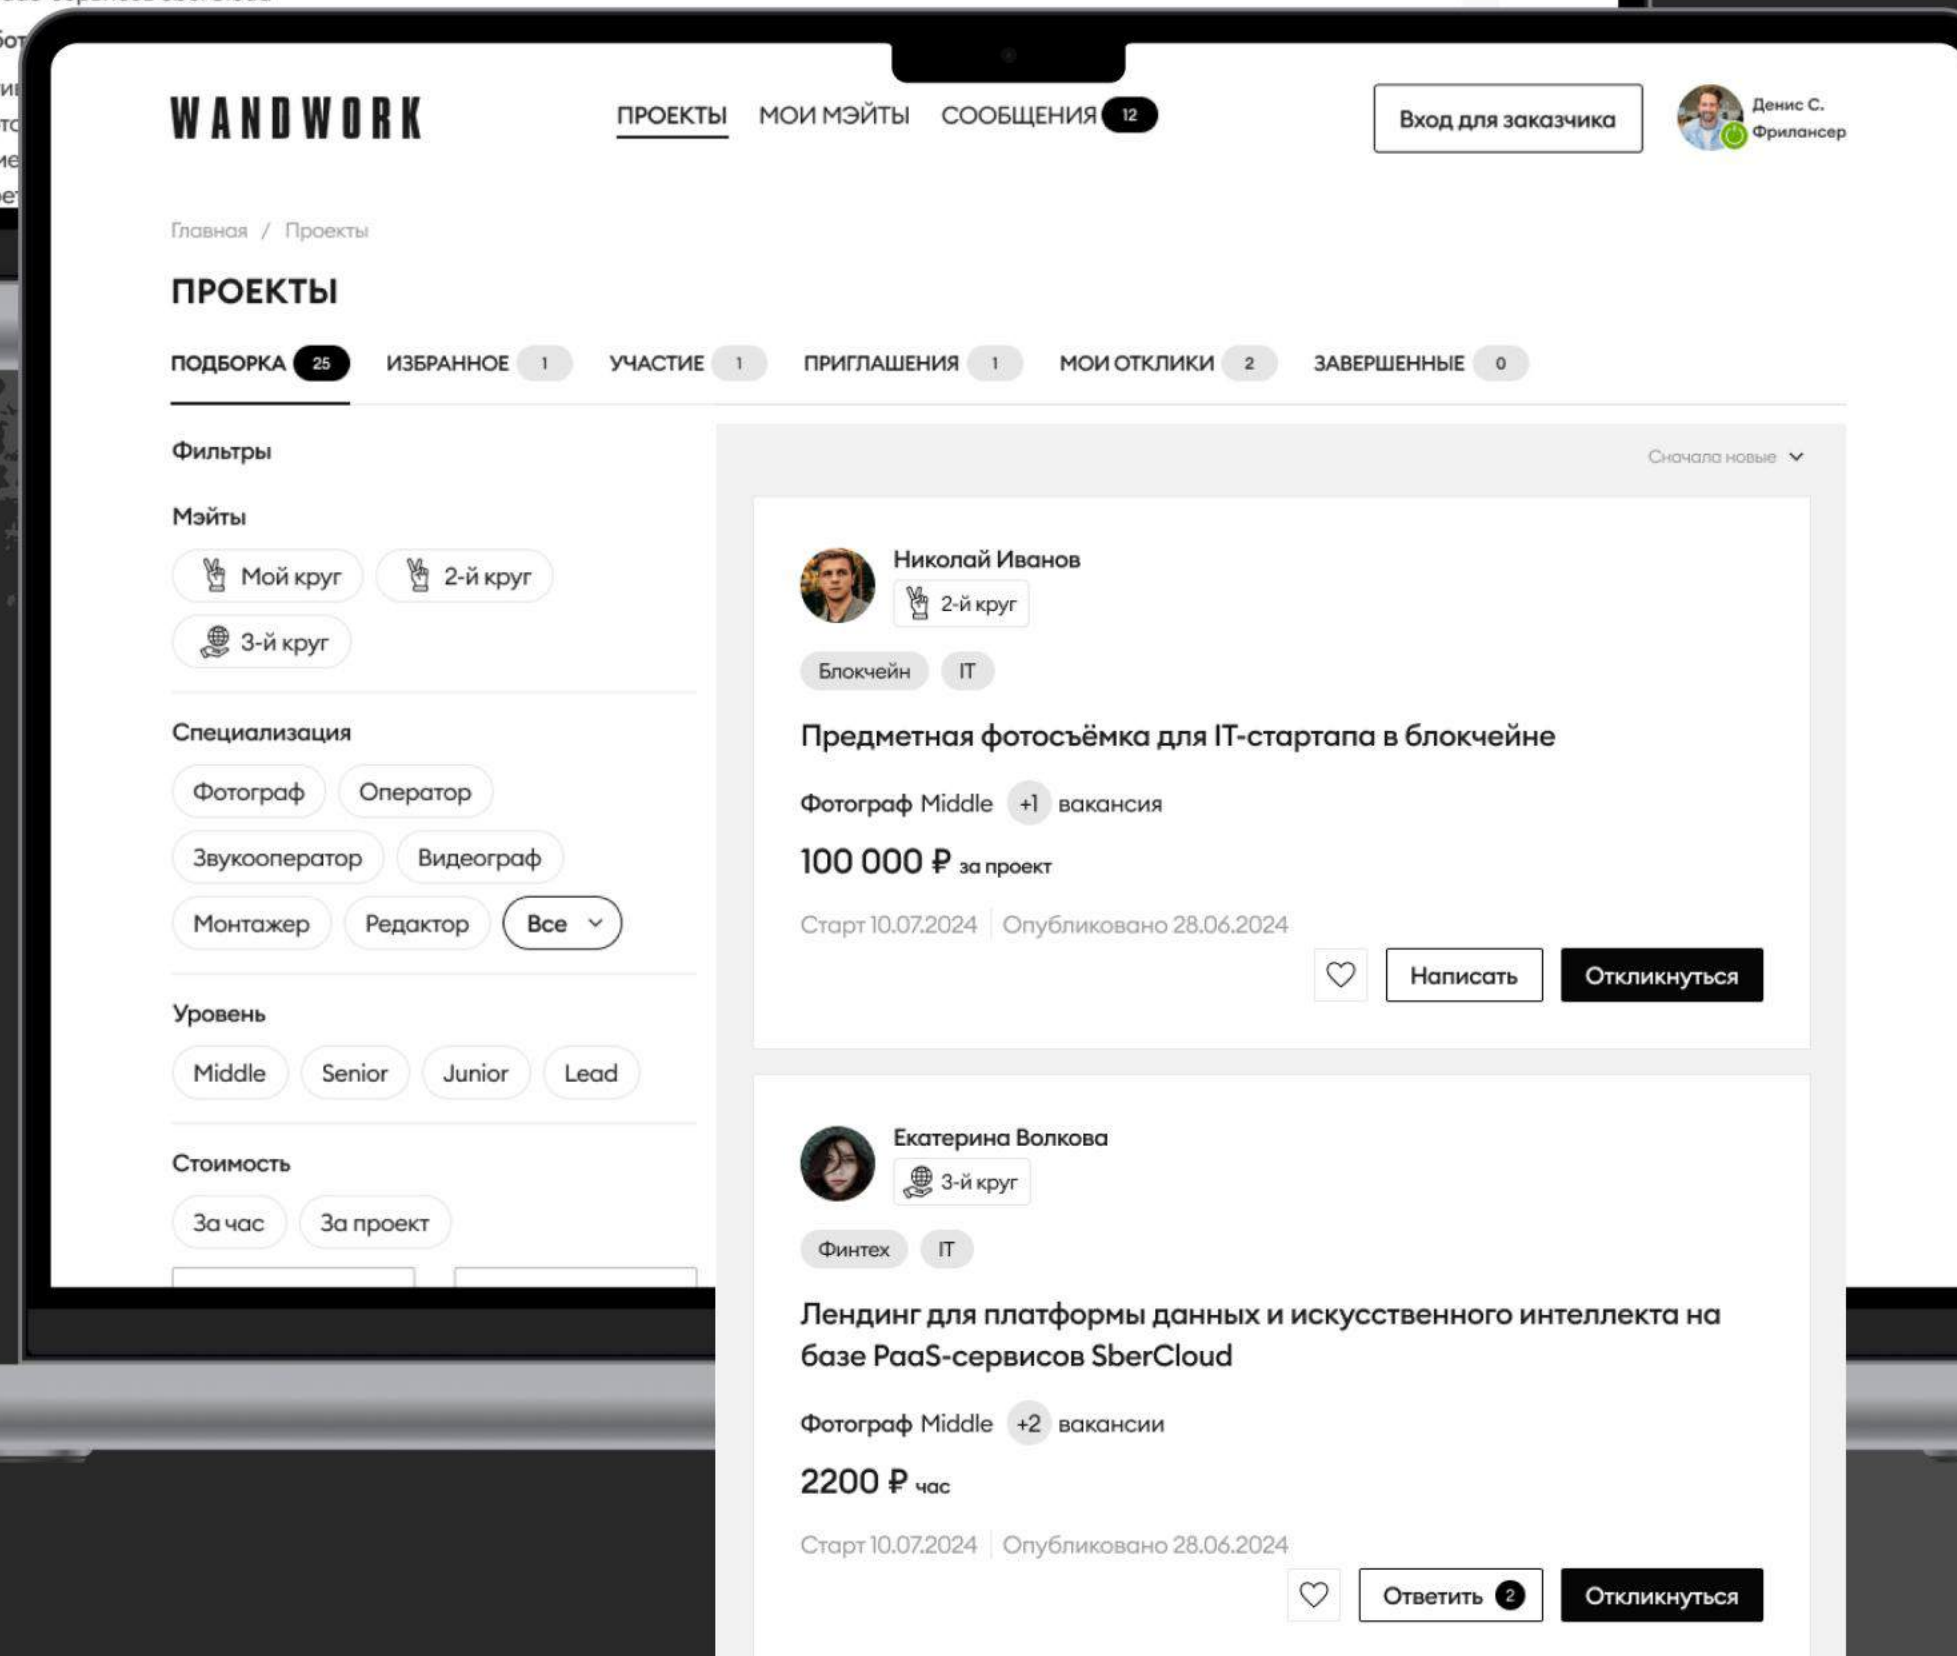 WANDWORK
ПРОЕКТЫ МОИ МЭЙТЫ СООБЩЕНИЯ 12
Вход для заказчика
Денис С.
Фрилансер
Главная / Проекты
ПРОЕКТЫ
ПОДБОРКА 25 ИЗБРАННОЕ 1 УЧАСТИЕ 1 ПРИГЛАШЕНИЯ 1 МОИ ОТКЛИКИ 2 ЗАВЕРШЕННЫЕ 0
Фильтры
Мэйты
Мой круг 2-й круг
3-й круг
Специализация
Фотограф Оператор
Звукооператор Видеограф
Монтажер Редактор Все
Уровень
Middle Senior Junior Lead
Стоимость
За час За проект
Сначала новые
Николай Иванов
2-й круг
Блокчейн IT
Предметная фотосъёмка для IT-стартапа в блокчейне
Фотограф Middle +1 вакансия
100 000 ₽ за проект
Старт 10.07.2024 Опубликовано 28.06.2024
Написать Откликнуться
Екатерина Волкова
3-й круг
Финтех IT
Лендинг для платформы данных и искусственного интеллекта на
базе PaaS-сервисов SberCloud
Фотограф Middle +2 вакансии
2200 ₽ час
Старт 10.07.2024 Опубликовано 28.06.2024
Ответить 2 Откликнуться